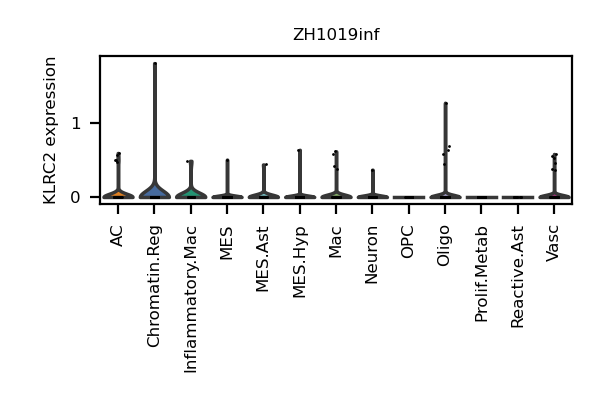 ZH1019inf
KLRC2 expression
1
0
AC
Chromatin.Reg
Inflammatory.Mac
MES
MES.Ast
MES.Hyp
Mac
Neuron
OPC
Oligo
Prolif.Metab
Reactive.Ast
Vasc